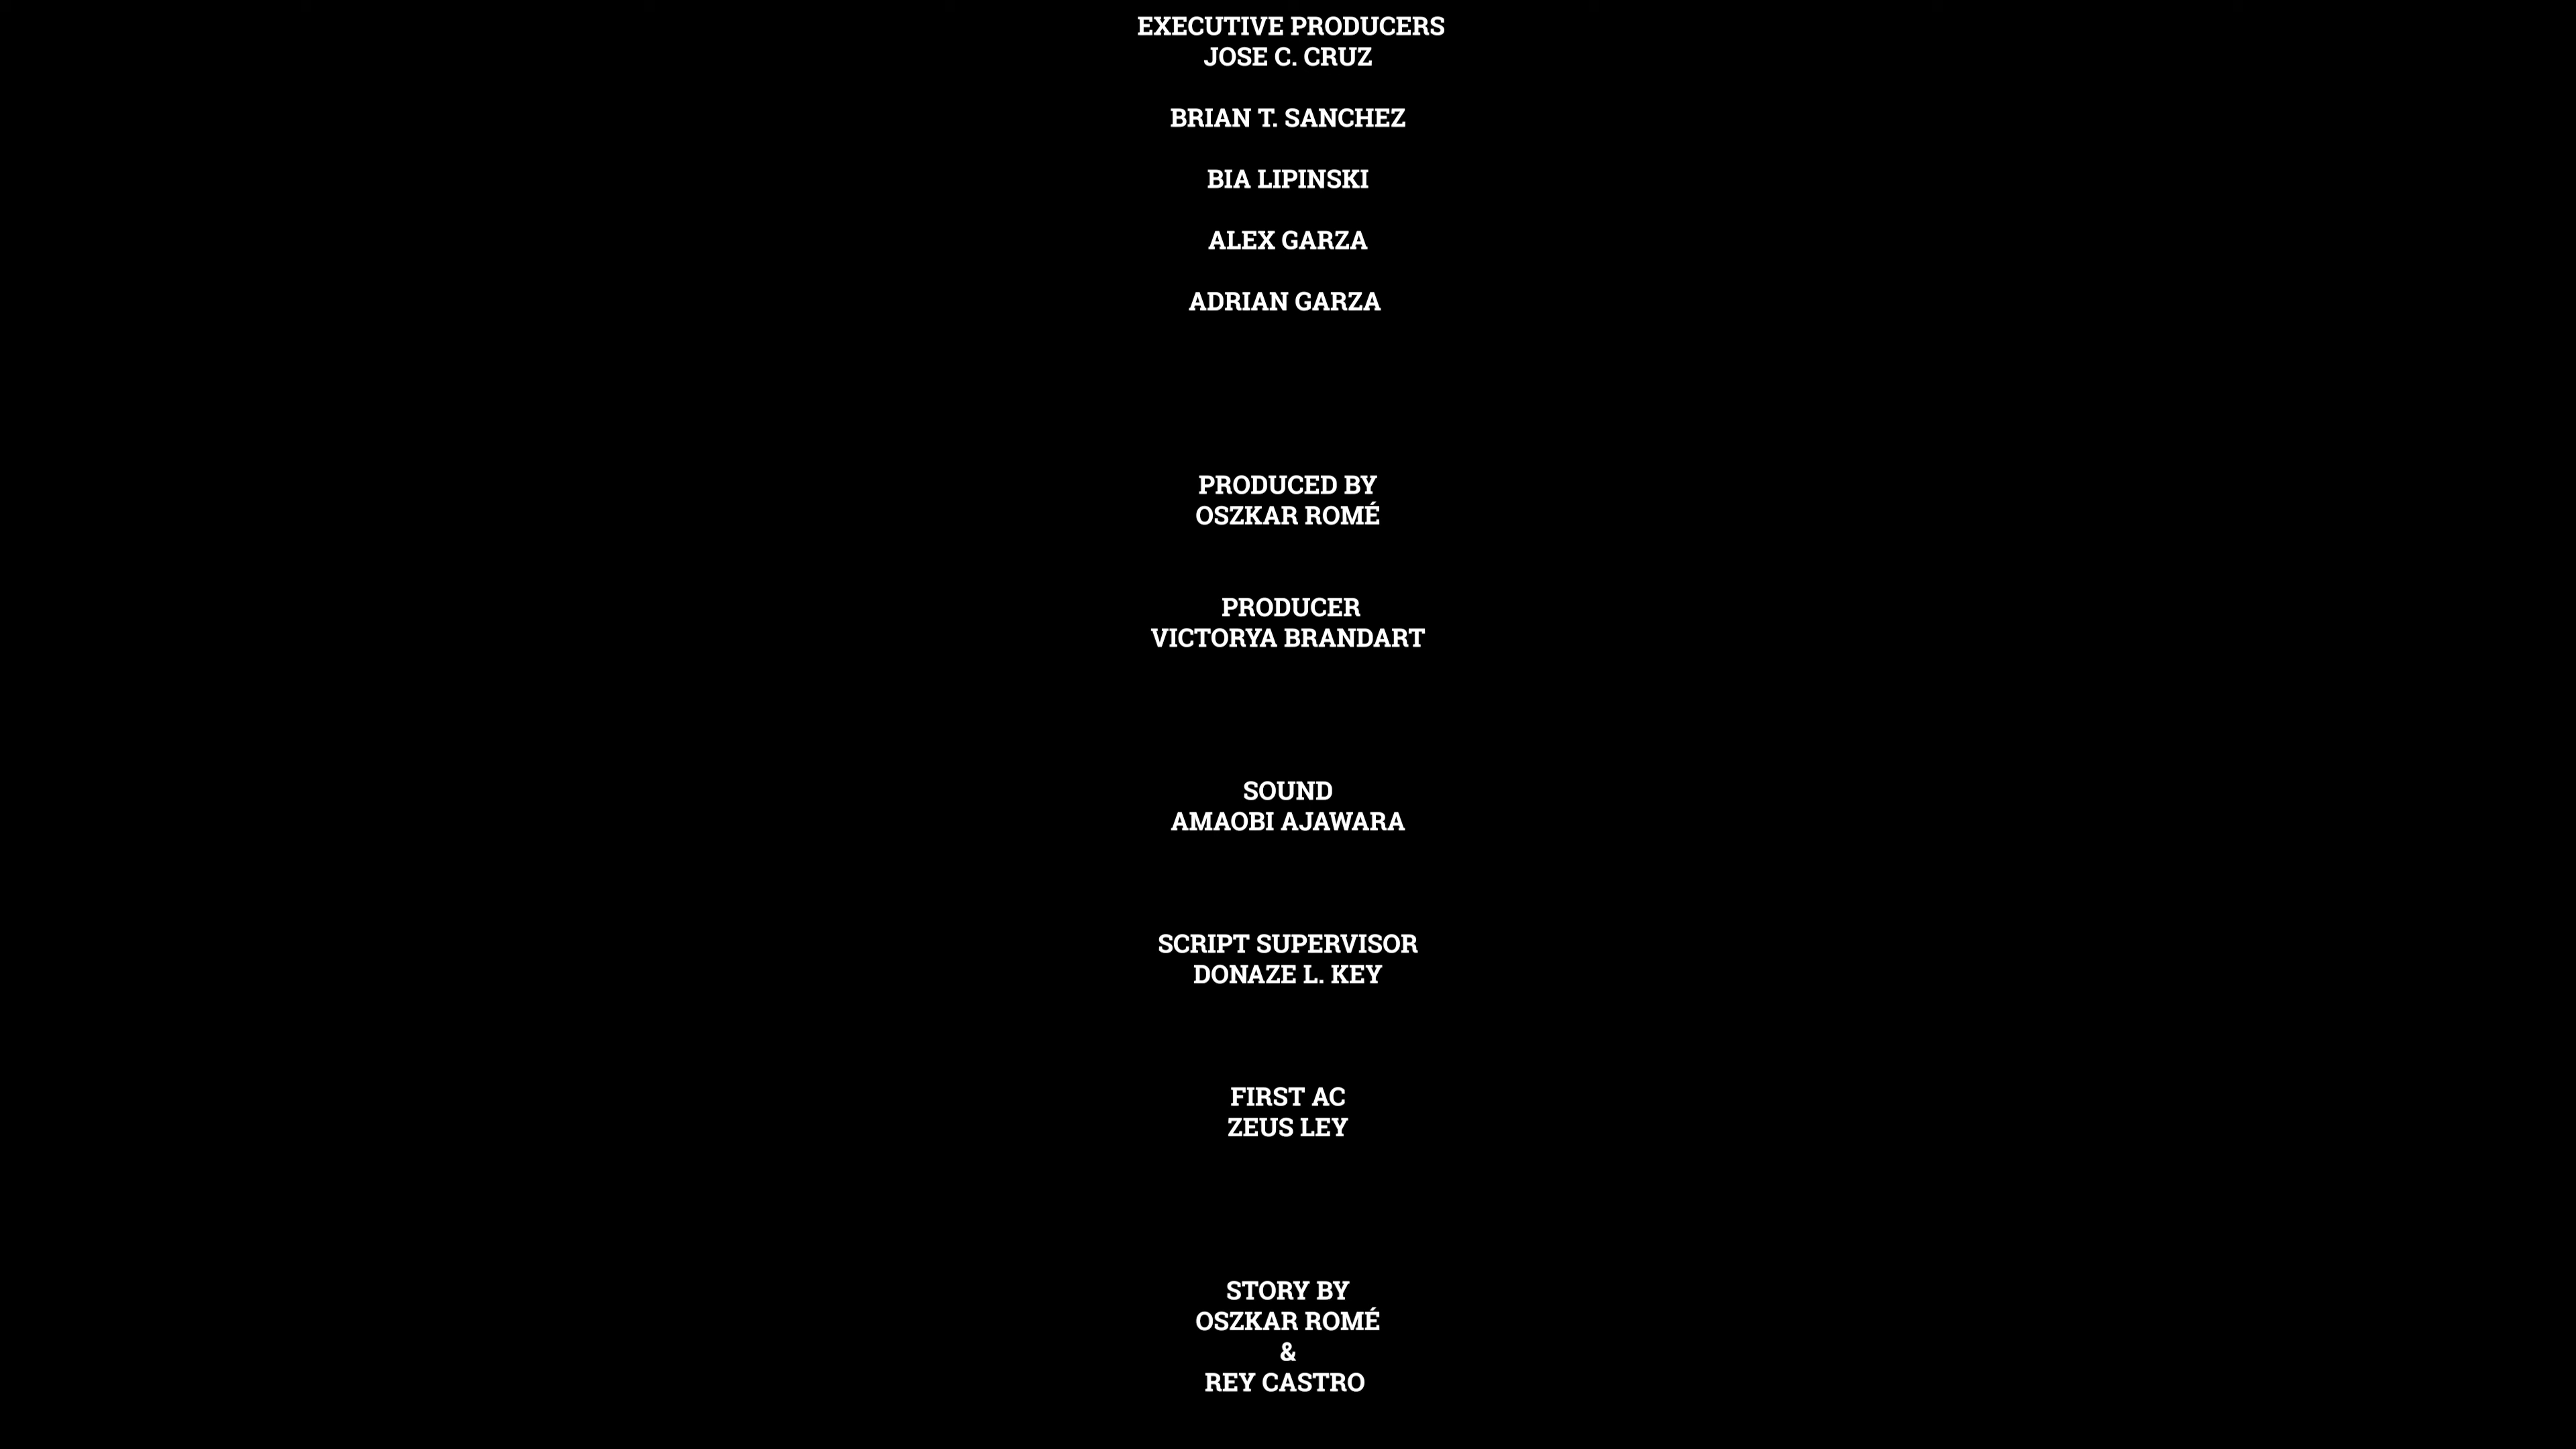 EXECUTIVE PRODUCERS
JOSE C. CRUZ
BRIAN T. SANCHEZ
BIA LIPINSKI
ALEX GARZA
ADRIAN GARZA
PRODUCED BY
OSZKAR ROMÉ
PRODUCER
VICTORYA BRANDART
SOUND
AMAOBI AJAWARA
SCRIPT SUPERVISOR
DONAZE L. KEY
FIRST AC
ZEUS LEY
STORY BY
OSZKAR ROMÉ
&
REY CASTRO